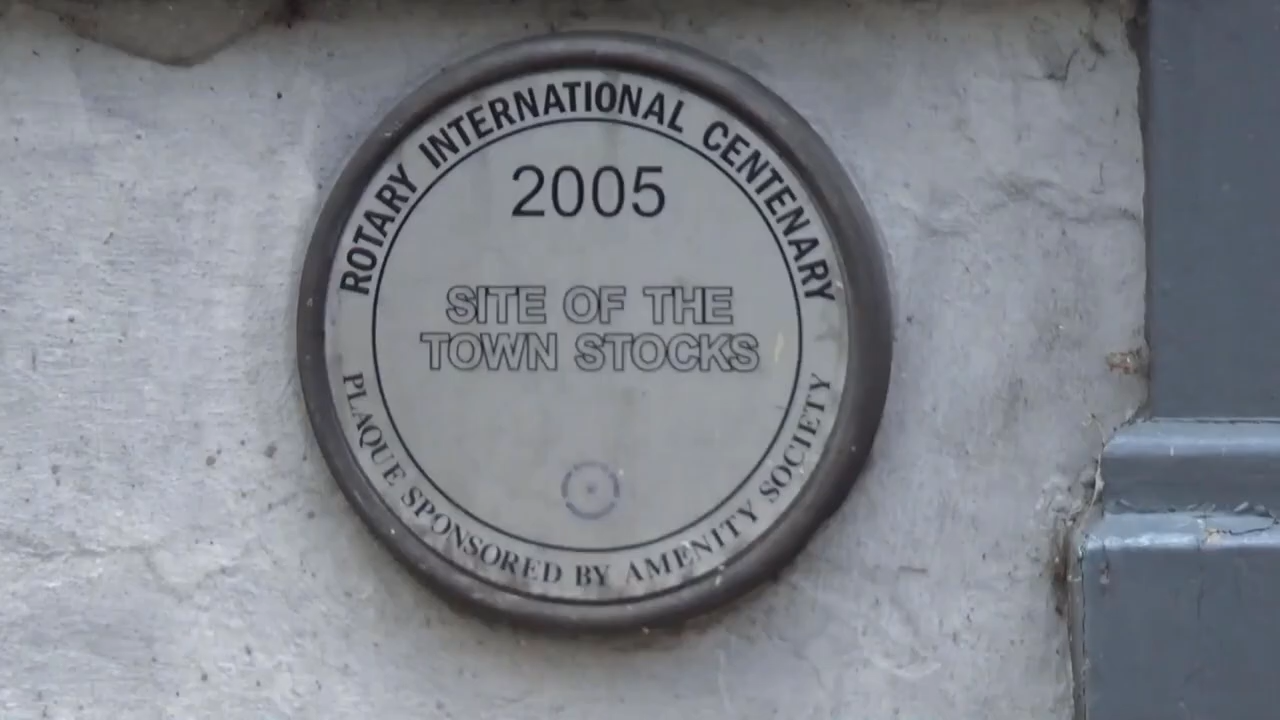 ROTARY INTERNATIONAL CENTENARY
2005
SITE OF THE
TOWN STOCKS
PLAQUE SPONSORED BY AMENITY SOCIETY